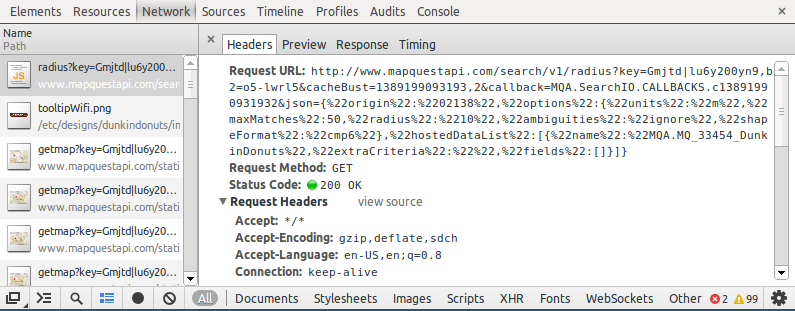 Elements Resources Network Sources Timeline Profiles Audits Console ×
Name
Path
radius?key=Gmjtd|lu6y200...
www.mapquestapi.com/sear
tooltipWifi.png
/etc/designs/dunkindonuts/in
getmap?key=Gmjtd|lu6y20...
www.mapquestapi.com/stati
getmap?key=Gmjtd|lu6y20...
www.mapquestapi.com/stati
getmap?key=Gmjtd|lu6y20...
www.mapquestapi.com/stati
getmap?key=Gmjtd|lu6y20...
× Headers Preview Response Timing
Request URL: http://www.mapquestapi.com/search/v1/radius?key=Gmjtd|lu6y200yn9,b
2=o5-lwrl5&cacheBust=1389199093193,2&callback=MQA.SearchIO.CALLBACKS.c1389199
0931932&json={%22origin%22:%2202138%22,%22options%22:{%22units%22:%22m%22,%22
maxMatches%22:50,%22radius%22:%2210%22,%22ambiguities%22:%22ignore%22,%22sha
peFormat%22:%22cmp6%22},%22hostedDataList%22:[{%22name%22:%22MQA.MQ_33454_Dunk
inDonuts%22,%22extraCriteria%22:%22%22,%22fields%22:[]}]}
Request Method: GET
Status Code: 200 OK
Request Headers view source
Accept: */*
Accept-Encoding: gzip,deflate,sdch
Accept-Language: en-US,en;q=0.8
Connection: keep-alive
All Documents Stylesheets Images Scripts XHR Fonts WebSockets Other 2 99